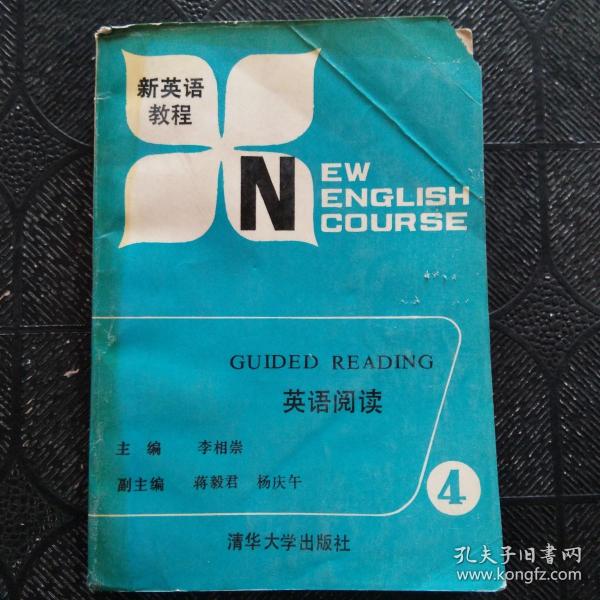 新英语
教程
NEW
ENGLISH
COURSE
GUIDED READING
英语阅读
主编 李相崇
副主编 蒋毅君 杨庆午
4
清华大学出版社
孔夫子旧書网
www.kongfz.com